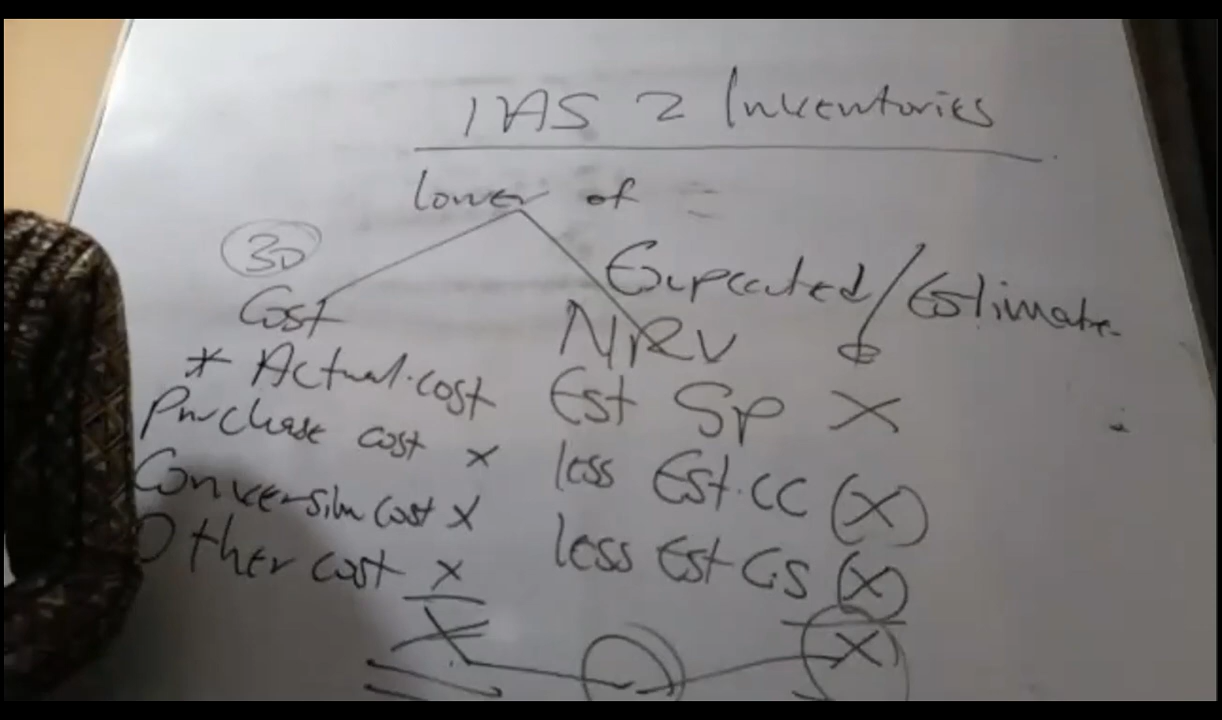 IAS 2 Inventories
lower of
30
Cost
Expected/Estimate
NRV
* Actual cost
Est Sp X
Purchase cost X
less Est. CC (X)
Conversion cost X
less Est CS (X)
Other cost X
X
X